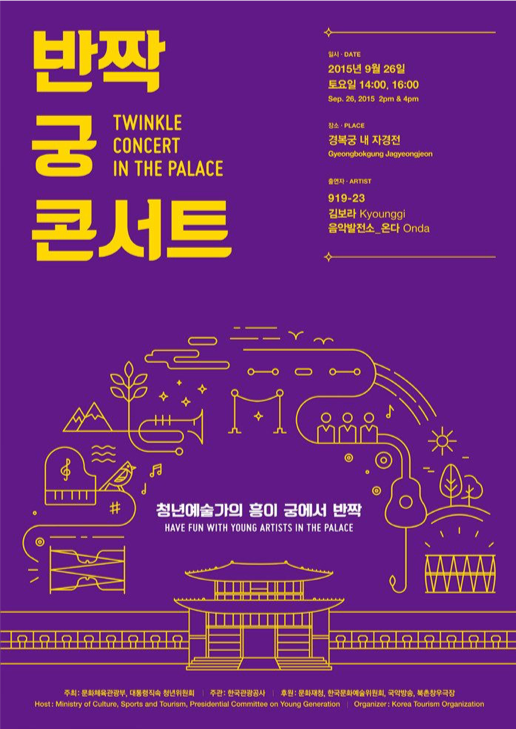 반짝
궁
콘서트
TWINKLE
CONCERT
IN THE PALACE
일시 · DATE
2015년 9월 26일
토요일 14:00, 16:00
Sep. 26, 2015 2pm & 4pm
장소 · PLACE
경복궁 내 자경전
Gyeongbokgung Jagyeongjeon
출연자 · ARTIST
919-23
김보라 Kyounggi
음악발전소_온다 Onda
청년예술가의 흥이 궁에서 반짝
HAVE FUN WITH YOUNG ARTISTS IN THE PALACE
주최 : 문화체육관광부, 대통령직속 청년위원회 | 주관 : 한국관광공사 | 후원 : 문화재청, 한국문화예술위원회, 국악방송, 북촌창우극장
Host : Ministry of Culture, Sports and Tourism, Presidential Committee on Young Generation | Organizer : Korea Tourism Organization